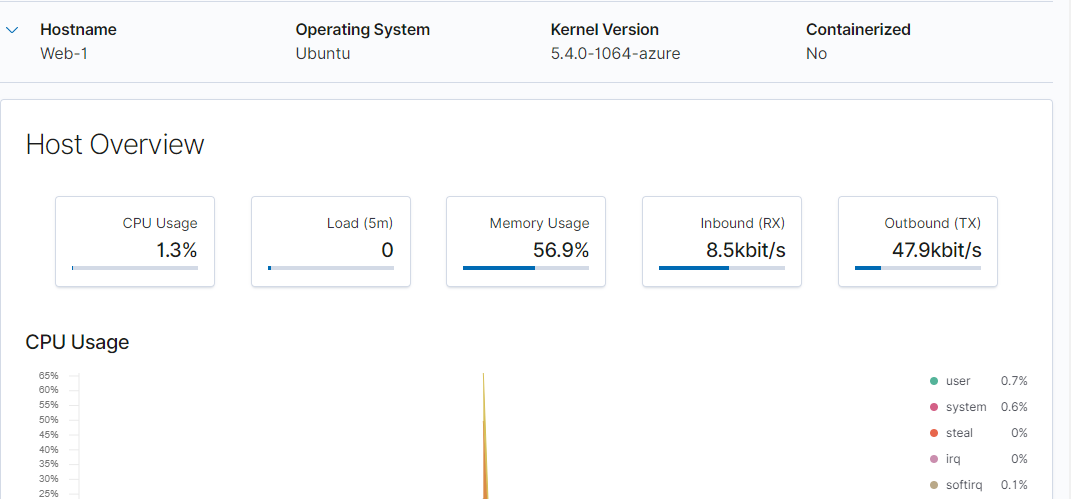 Hostname Operating System Kernel Version Containerized
Web-1 Ubuntu 5.4.0-1064-azure No
Host Overview
CPU Usage Load (5m) Memory Usage Inbound (RX) Outbound (TX)
1.3% 0 56.9% 8.5kbit/s 47.9kbit/s
CPU Usage
65%
60%
55%
50%
45%
40%
35%
30%
25%
user 0.7%
system 0.6%
steal 0%
irq 0%
softirq 0.1%